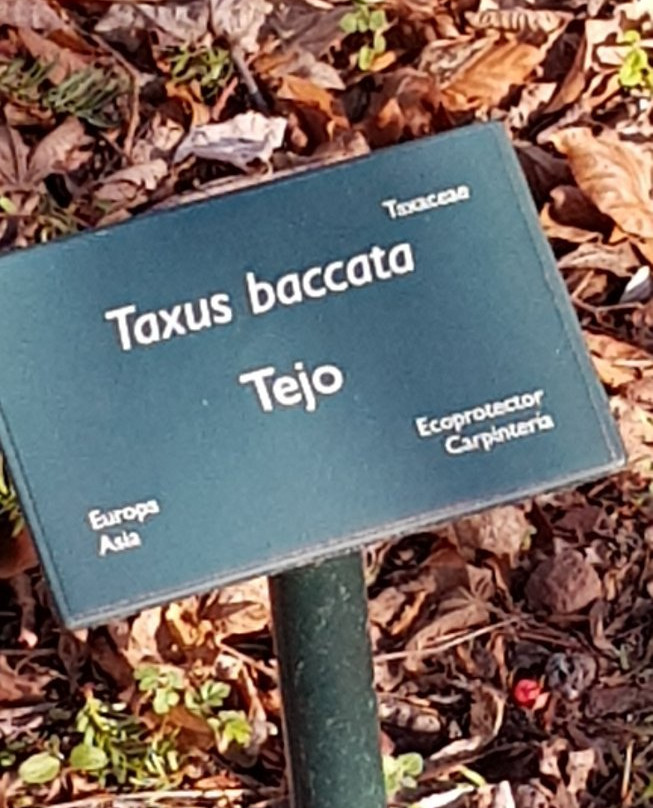 Taxaceae
Taxus baccata
Tejo
Ecoprotector
Carpintería
Europa
Asia